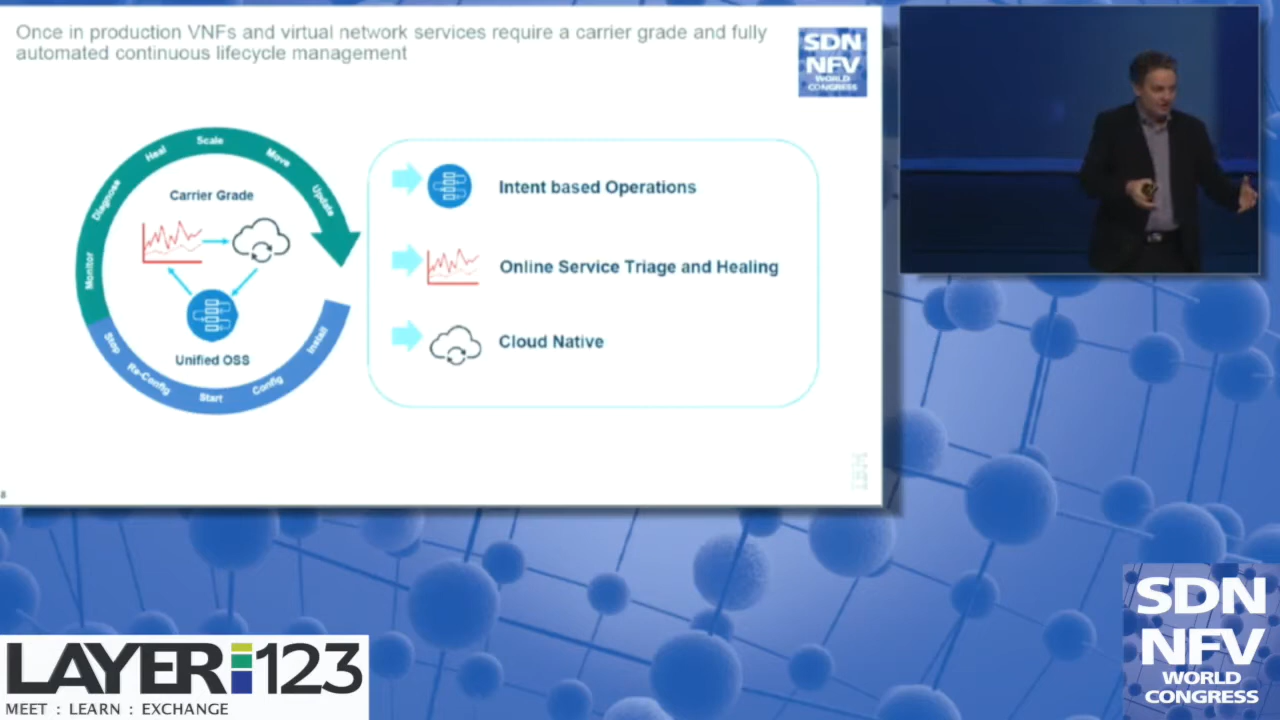 Once in production VNFs and virtual network services require a carrier grade and fully
automated continuous lifecycle management
SDN
NFV
WORLD
CONGRESS
Scale
Heal
Move
Diagnose
Update
Monitor
Carrier Grade
Unified OSS
Stop
Re-Config
Start
Config
Install
Intent based Operations
Online Service Triage and Healing
Cloud Native
8
LAYER123
MEET : LEARN : EXCHANGE
SDN
NFV
WORLD
CONGRESS